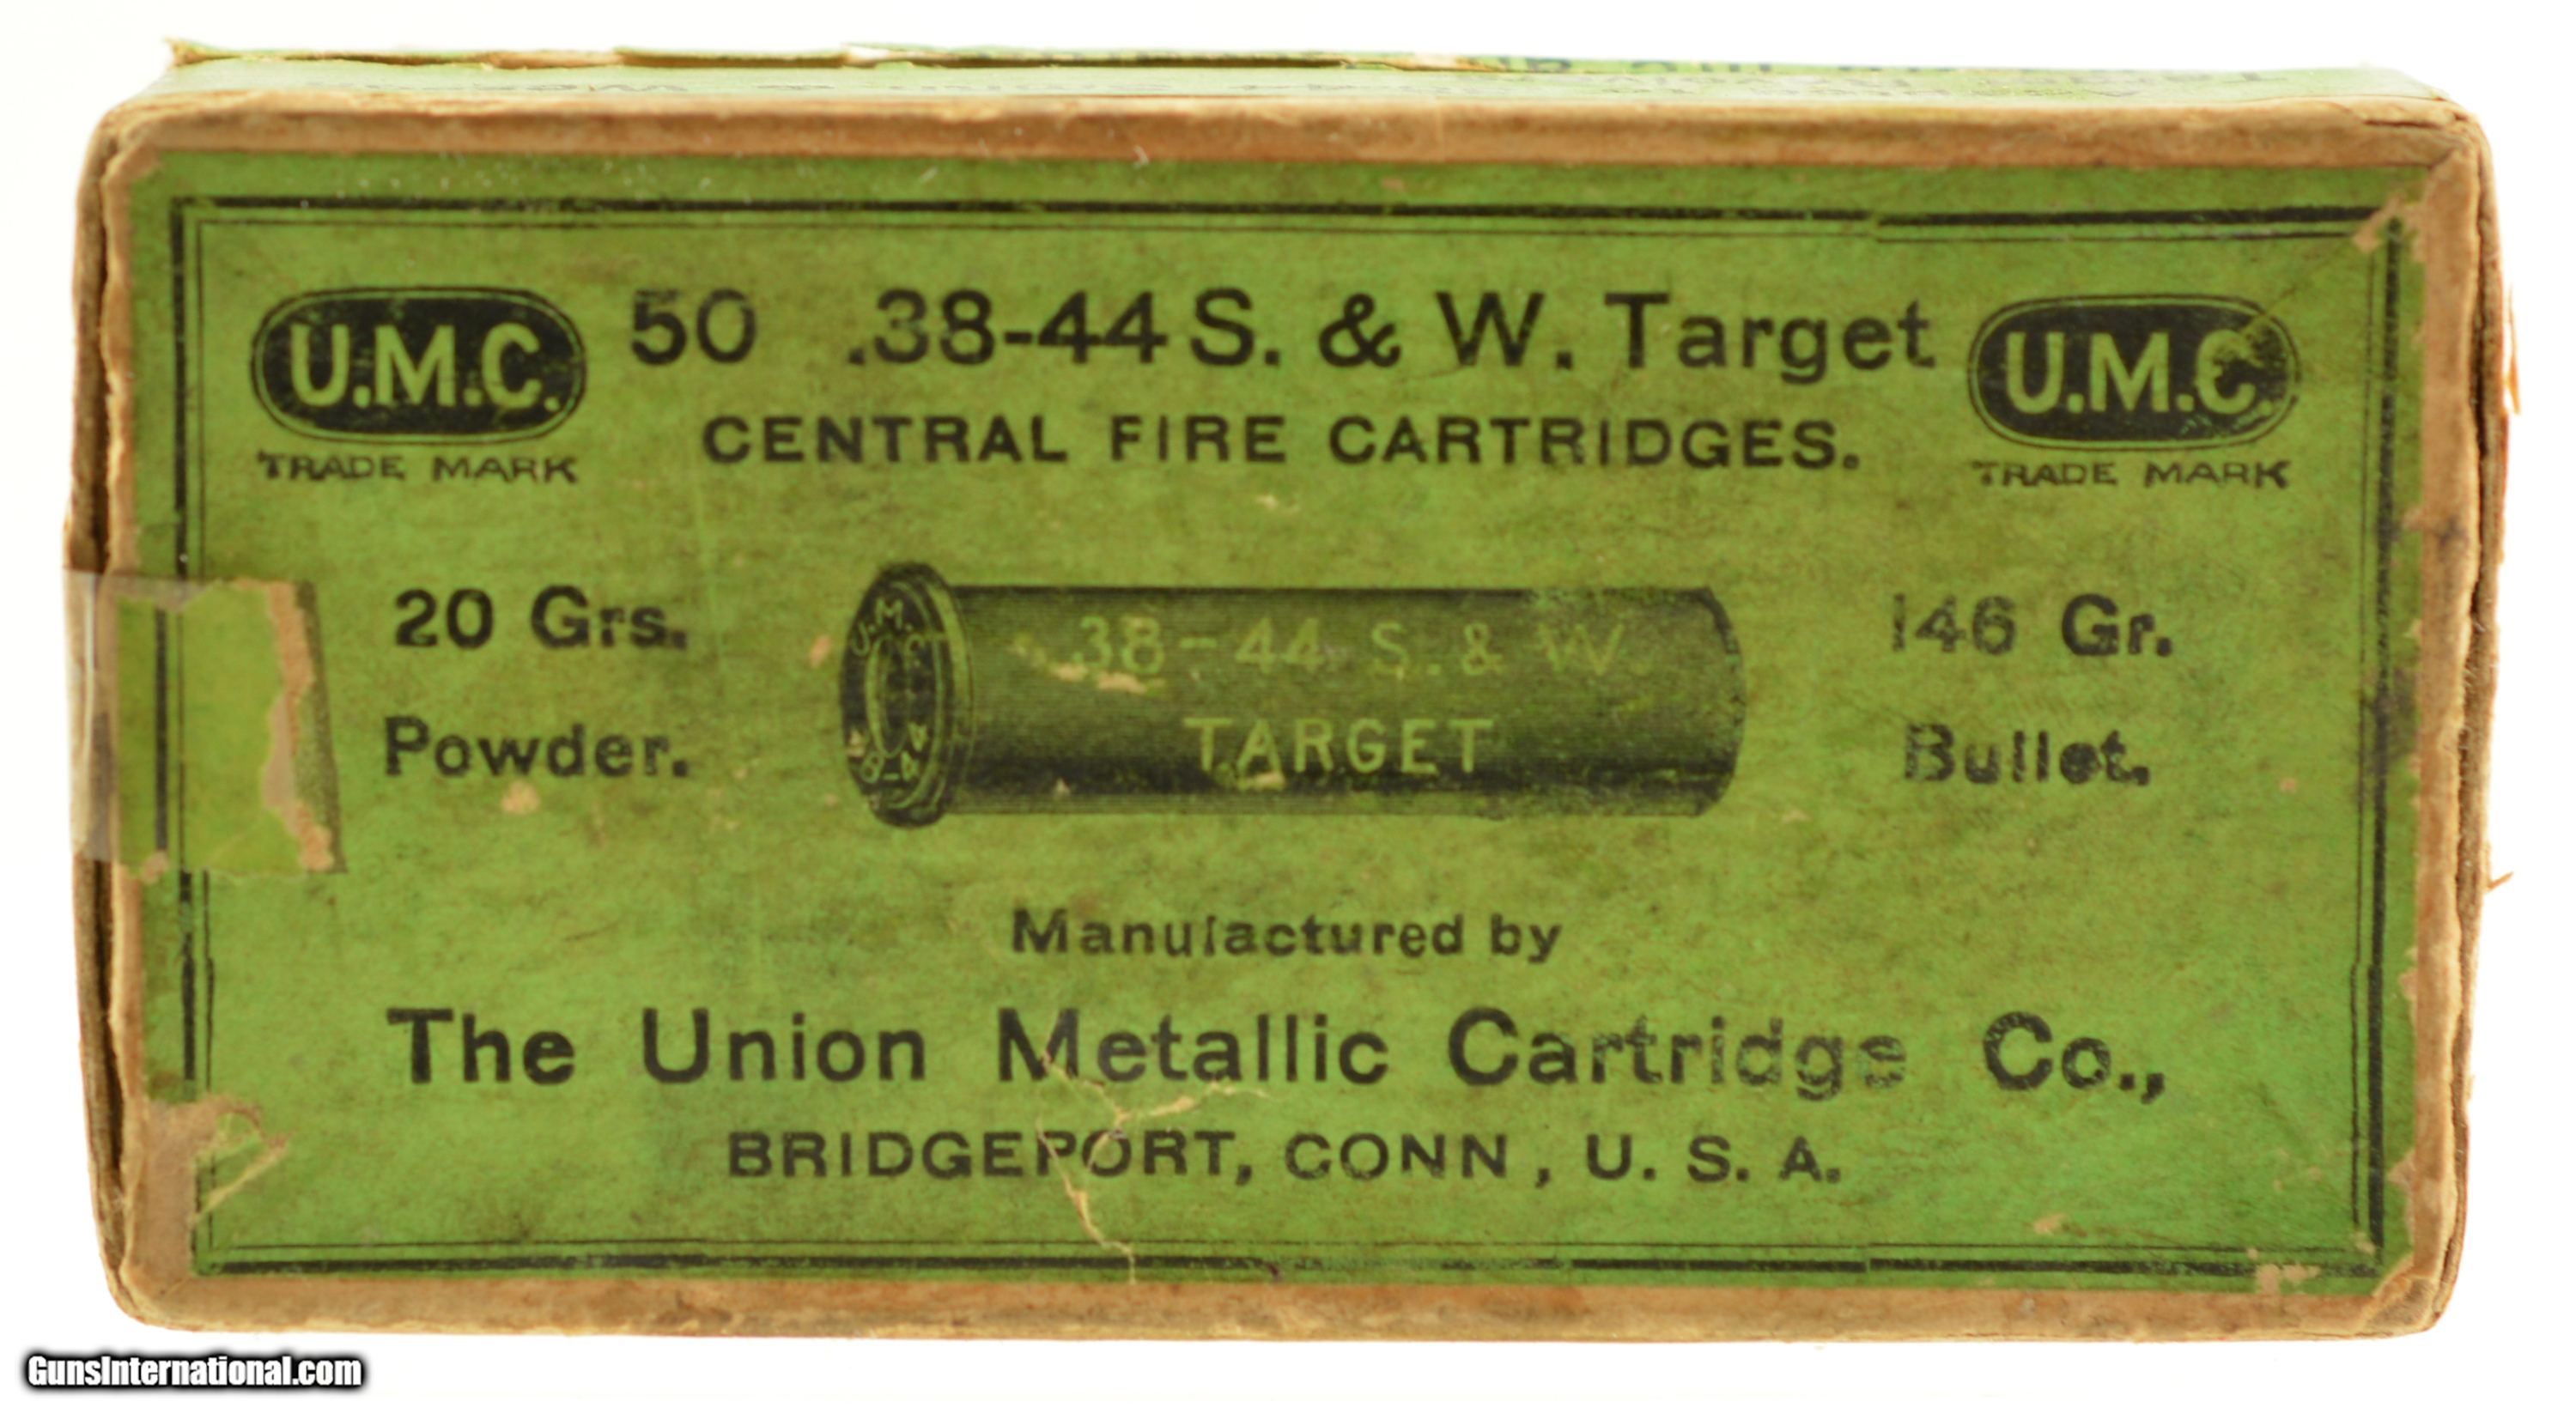 U.M.C. 50 .38-44 S. & W. Target U.M.C.
TRADE MARK CENTRAL FIRE CARTRIDGES. TRADE MARK
20 Grs. U.M.C. .38-44 S. & W. 146 Gr.
Powder. TARGET Bullet.
Manufactured by
The Union Metallic Cartridge Co.,
BRIDGEPORT, CONN, U. S. A.
GunsInternational.com